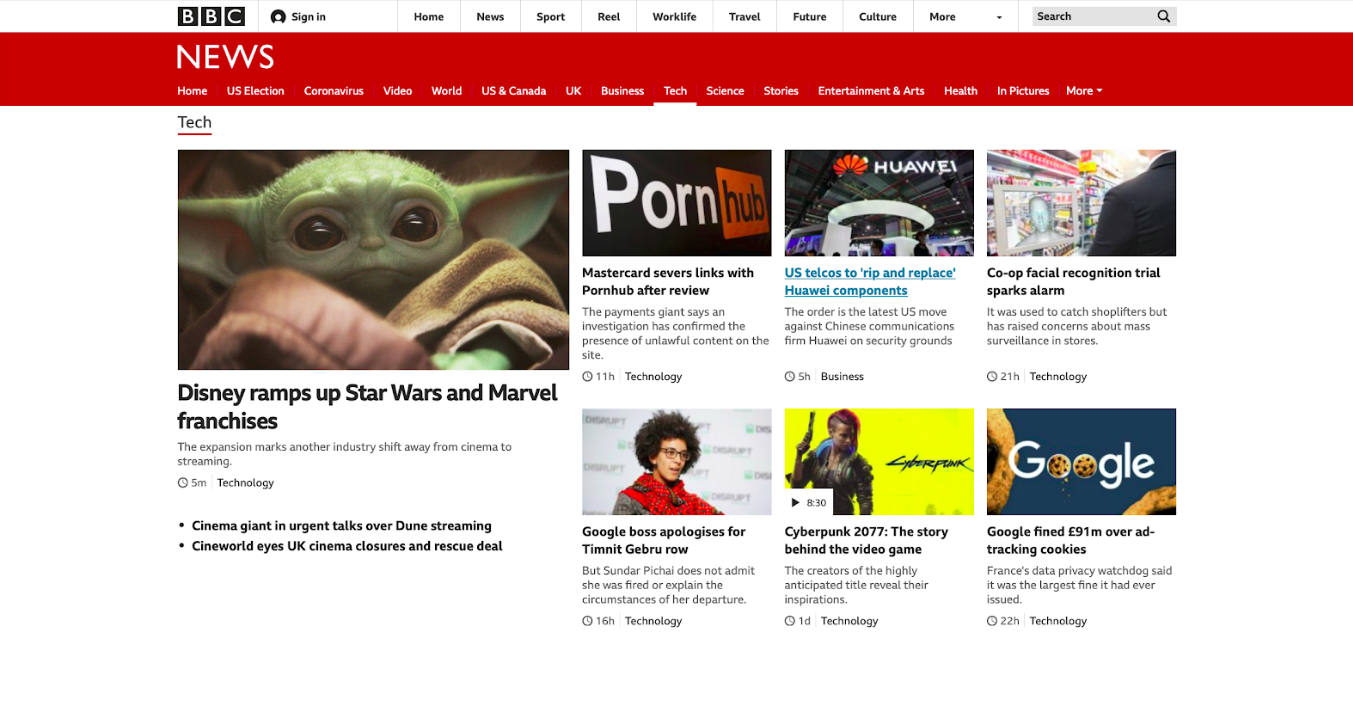 BBC Sign in Home News Sport Reel Worklife Travel Future Culture More Search
NEWS
Home US Election Coronavirus Video World US & Canada UK Business Tech Science Stories Entertainment & Arts Health In Pictures More
Tech
Disney ramps up Star Wars and Marvel
franchises
The expansion marks another industry shift away from cinema to
streaming.
5m Technology
Cinema giant in urgent talks over Dune streaming
Cineworld eyes UK cinema closures and rescue deal
Pornhub
Mastercard severs links with
Pornhub after review
The payments giant says an
investigation has confirmed the
presence of unlawful content on the
site.
11h Technology
HUAWEI
US telcos to 'rip and replace'
Huawei components
The order is the latest US move
against Chinese communications
firm Huawei on security grounds
5h Business
Co-op facial recognition trial
sparks alarm
It was used to catch shoplifters but
has raised concerns about mass
surveillance in stores.
21h Technology
DISRUPT
Google boss apologises for
Timnit Gebru row
But Sundar Pichai does not admit
she was fired or explain the
circumstances of her departure.
16h Technology
CYBERPUNK
8:30
Cyberpunk 2077: The story
behind the video game
The creators of the highly
anticipated title reveal their
inspirations.
1d Technology
Google
Google fined £91m over ad-
tracking cookies
France's data privacy watchdog said
it was the largest fine it had ever
issued.
22h Technology